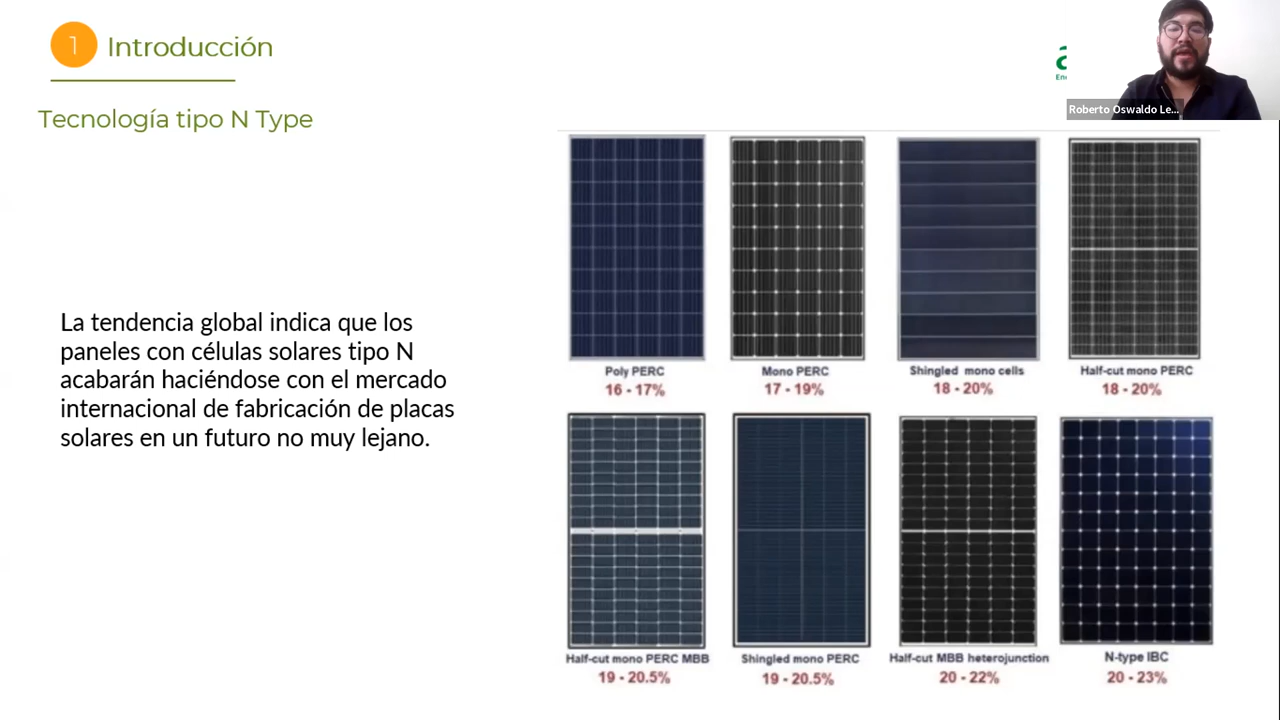 1 Introducción
Tecnología tipo N Type
Roberto Oswaldo Le...
La tendencia global indica que los
paneles con células solares tipo N
acabarán haciéndose con el mercado
internacional de fabricación de placas
solares en un futuro no muy lejano.
Poly PERC
16 - 17%
Mono PERC
17 - 19%
Shingled mono cells
18 - 20%
Half-cut mono PERC
18 - 20%
Half-cut mono PERC MBB
19 - 20.5%
Shingled mono PERC
19 - 20.5%
Half-cut MBB heterojunction
20 - 22%
N-type IBC
20 - 23%